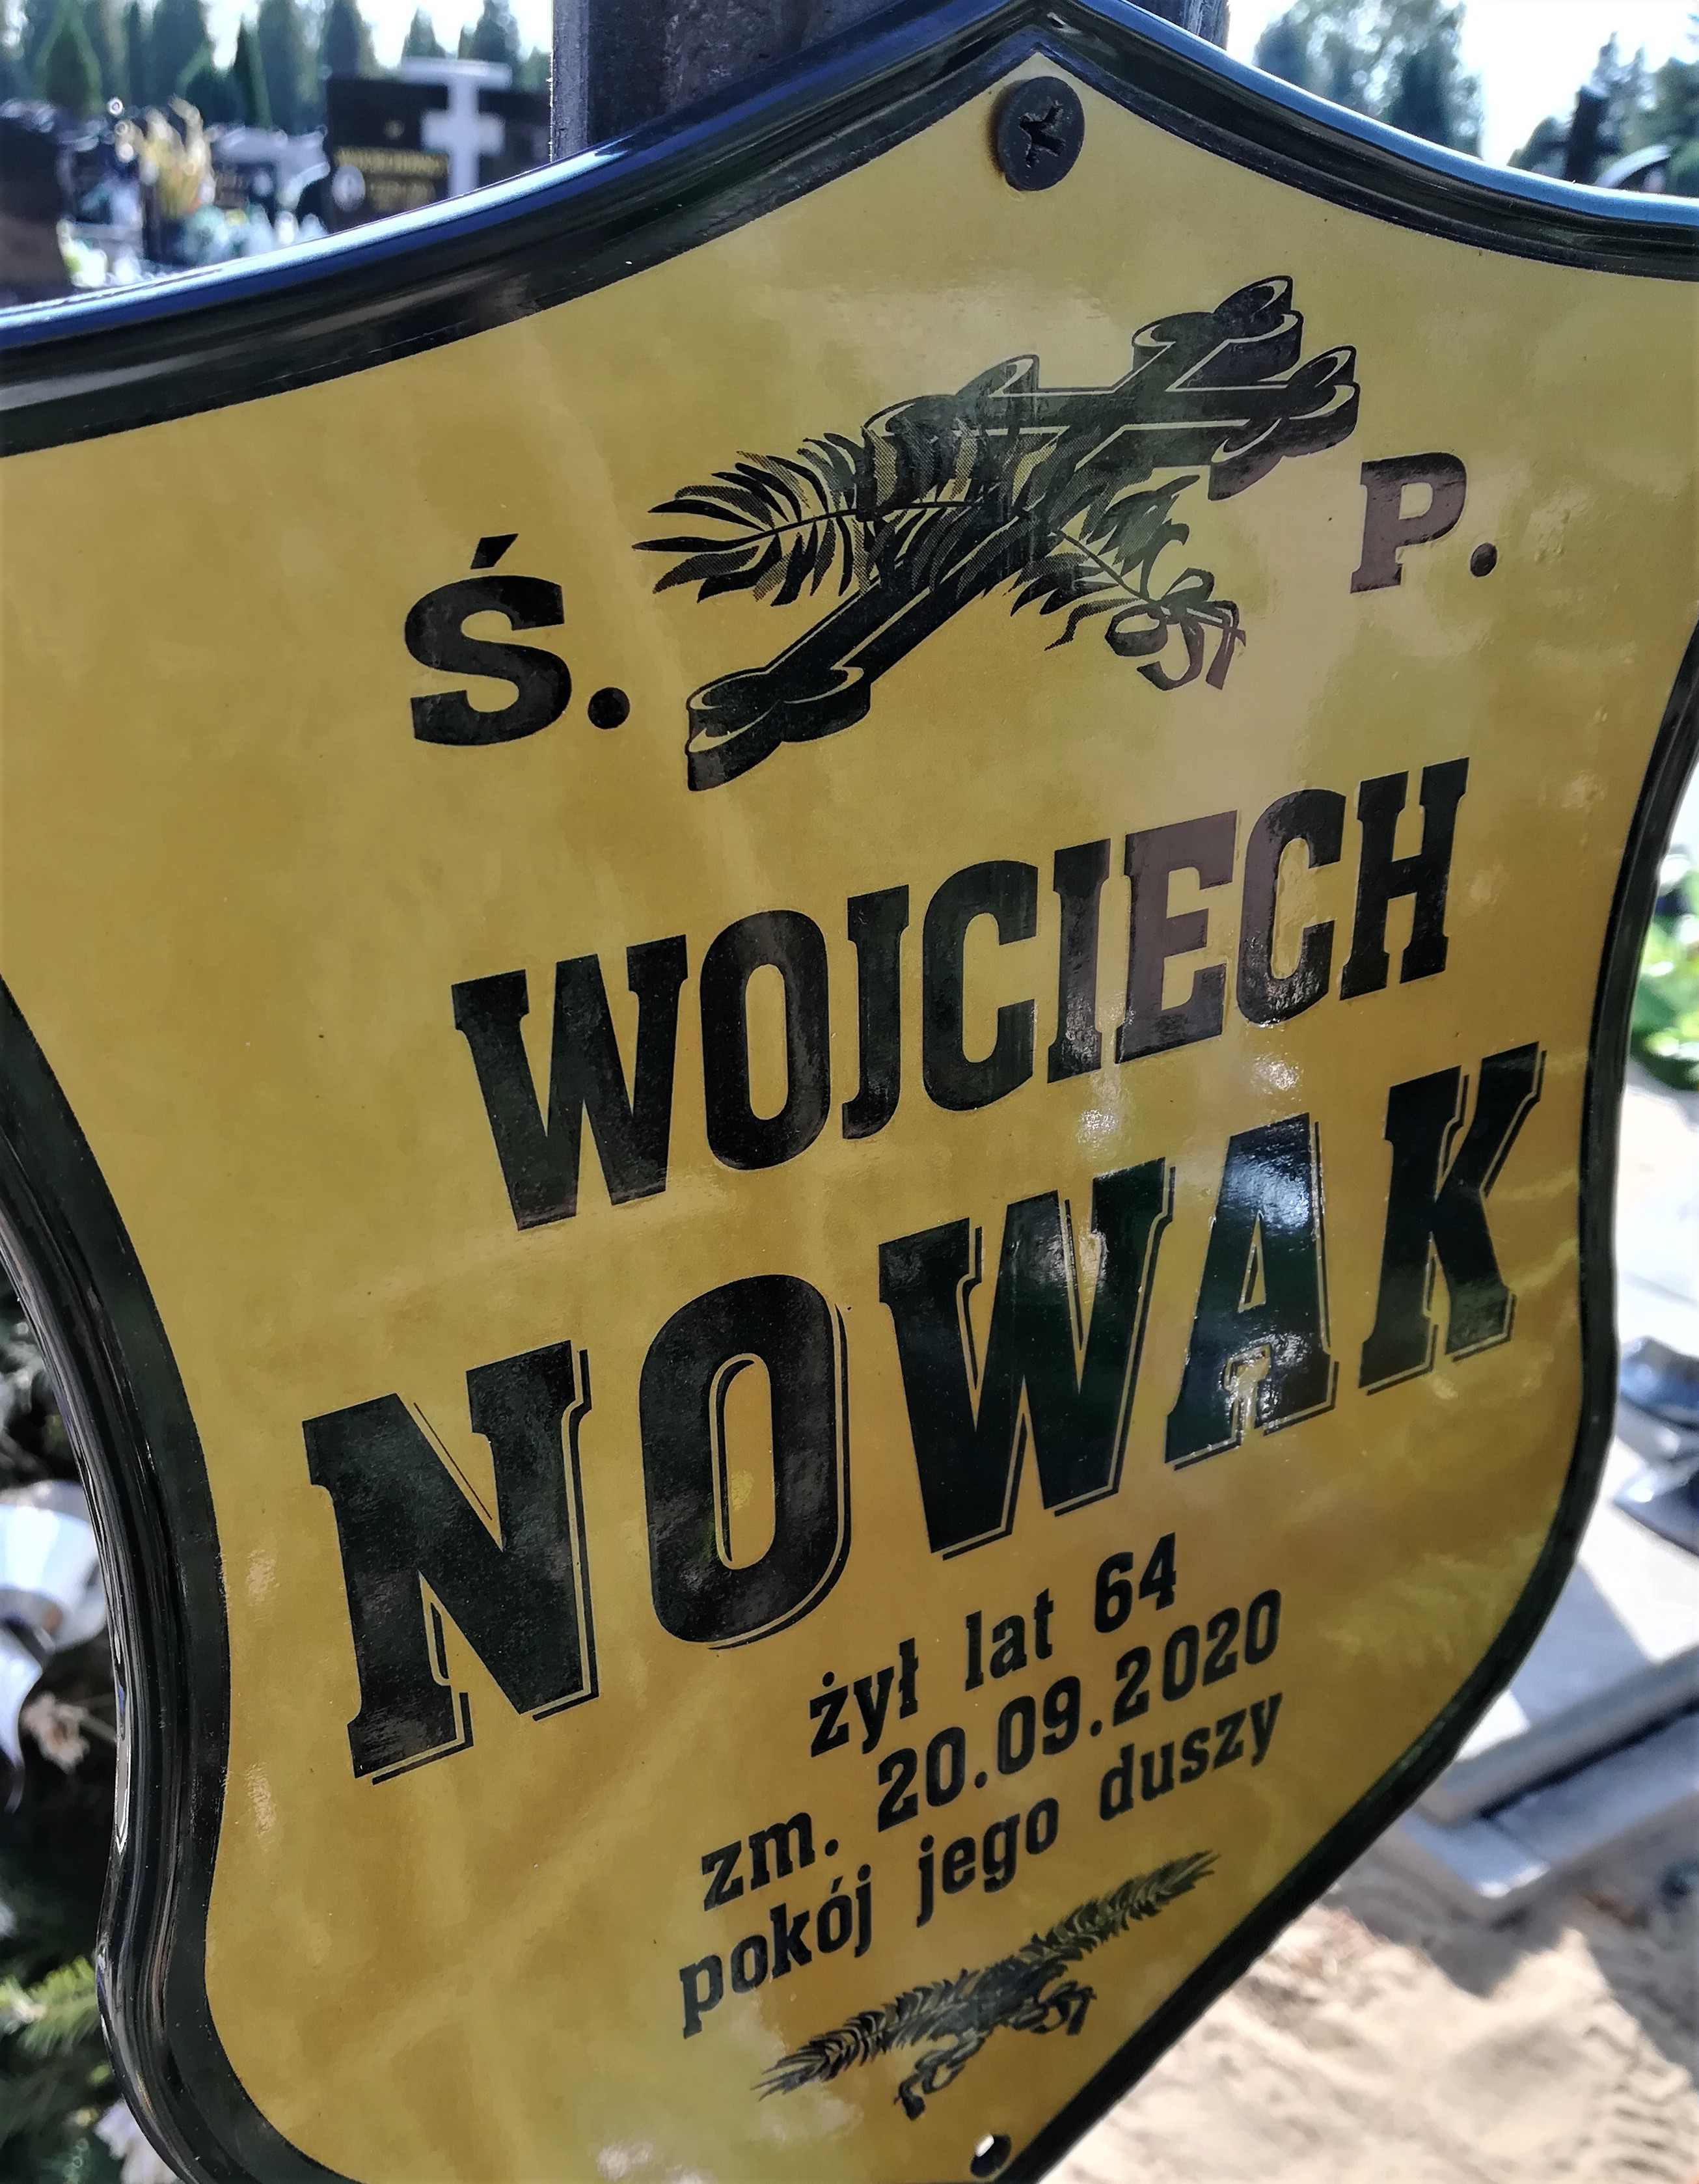 Ś. P.
WOJCIECH
NOWAK
żył lat 64
zm. 20.09.2020
pokój jego duszy